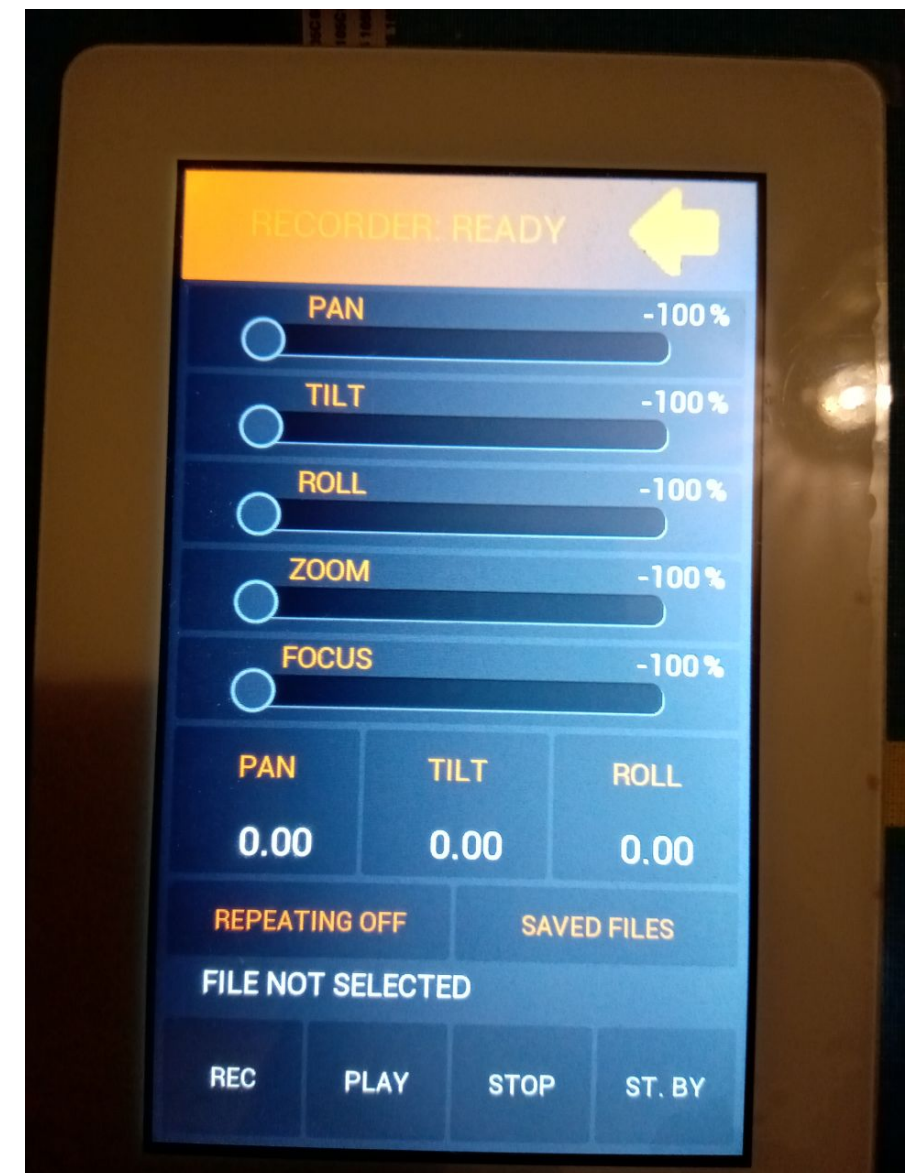 RECORDER: READY
PAN -100%
TILT -100%
ROLL -100%
ZOOM -100%
FOCUS -100%
PAN TILT ROLL
0.00 0.00 0.00
REPEATING OFF SAVED FILES
FILE NOT SELECTED
REC PLAY STOP ST. BY